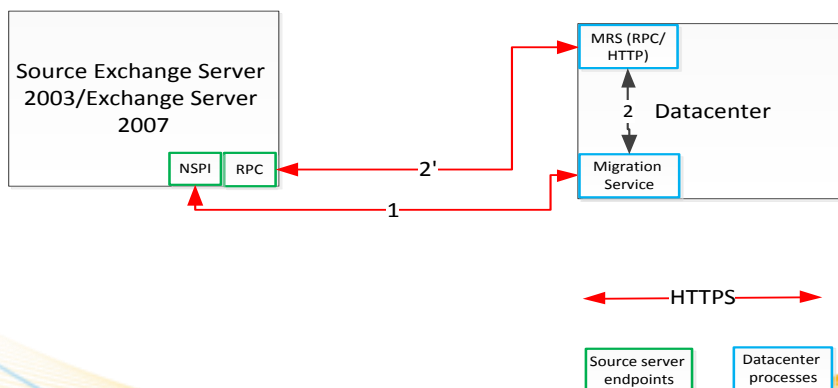 Source Exchange Server
2003/Exchange Server
2007
NSPI
RPC
MRS (RPC/
HTTP)
2
Datacenter
Migration
Service
2'
1
HTTPS
Source server
endpoints
Datacenter
processes